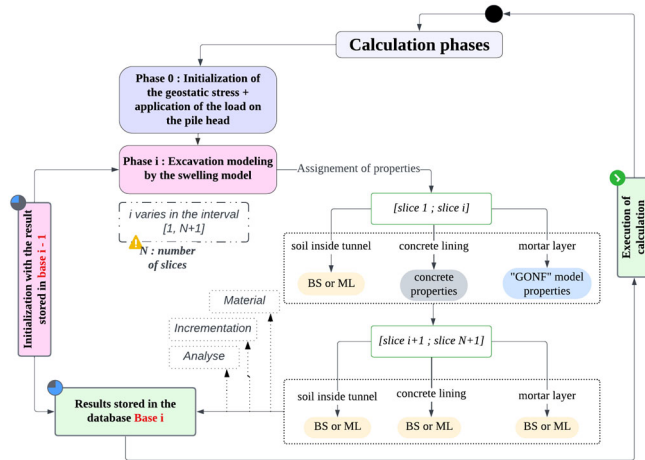 Calculation phases
Phase 0 : Initialization of
the geostatic stress +
application of the load on
the pile head
Phase i : Excavation modeling
by the swelling model
Assignement of properties
i varies in the interval
[1, N+1]
N : number
of slices
[slice 1 ; slice i]
soil inside tunnel
concrete lining
mortar layer
BS or ML
concrete
properties
"GONF" model
properties
[slice i+1 ; slice N+1]
soil inside tunnel
concrete lining
mortar layer
BS or ML
BS or ML
BS or ML
Material
Incrementation
Analyse
Results stored in the
database Base i
Initialization with the result
stored in base i - 1
Execution of
calculation